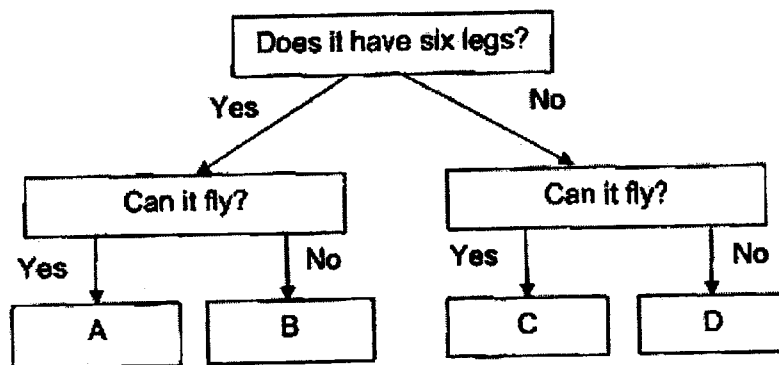 Does it have six legs?
Yes
No
Can it fly?
Can it fly?
Yes
No
Yes
No
A
B
C
D